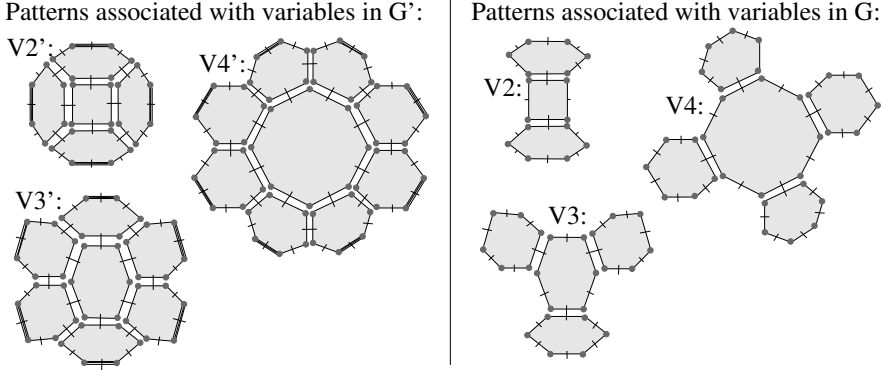 Patterns associated with variables in G’:
V2’:
V4’:
V3’:
Patterns associated with variables in G:
V2:
V4:
V3: